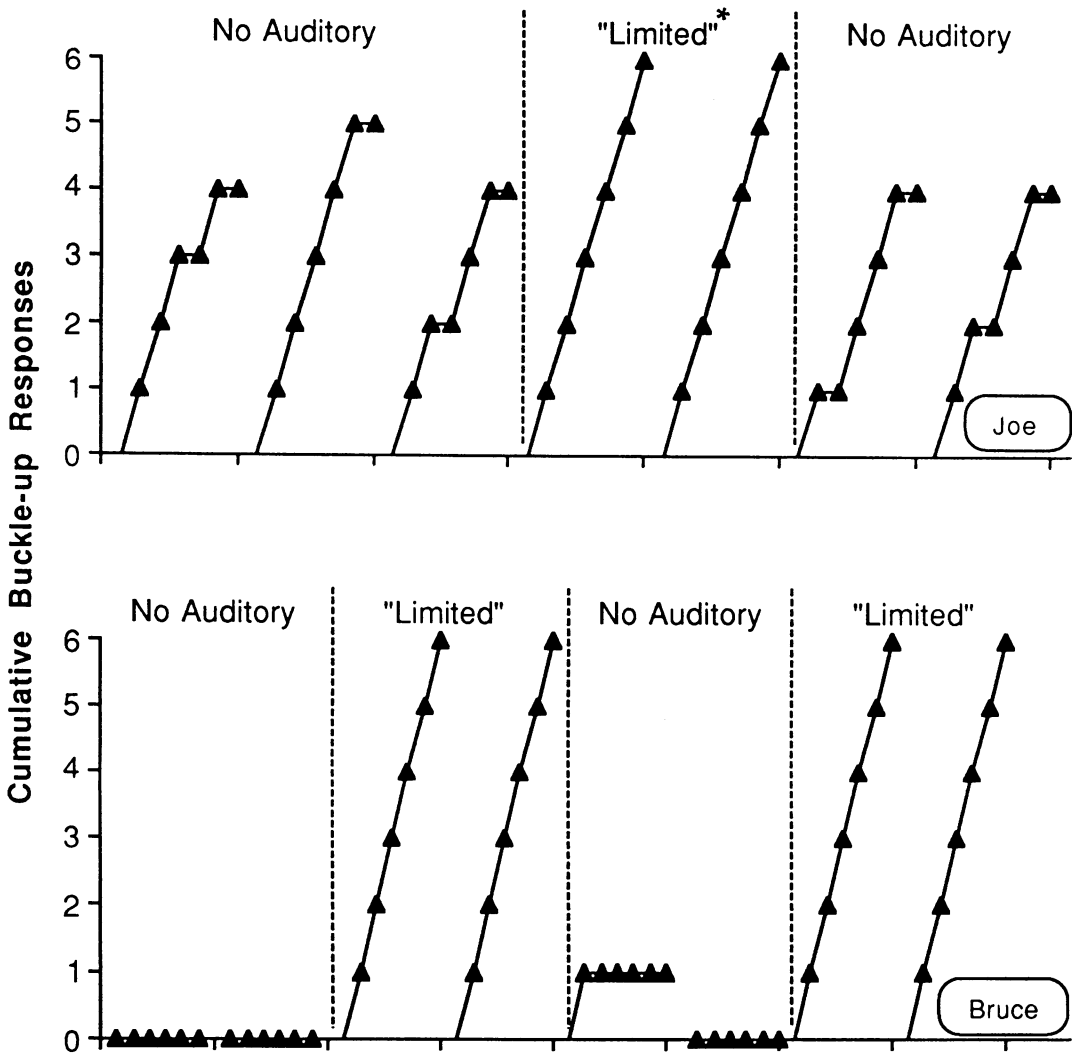 No Auditory "Limited"* No Auditory
6
5
4
3
2
1
0
Joe
Cumulative Buckle-up Responses
No Auditory "Limited" No Auditory "Limited"
6
5
4
3
2
1
0
Bruce